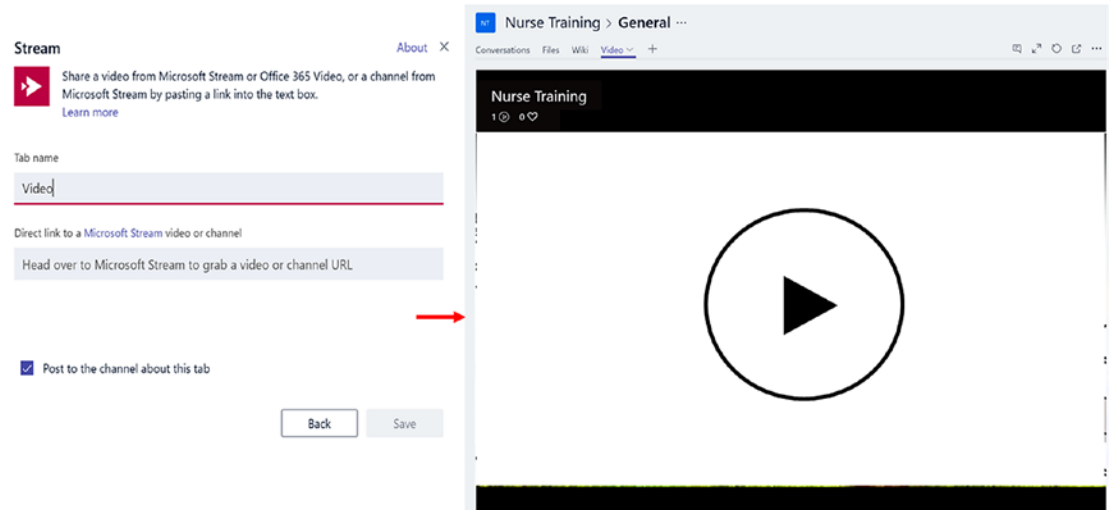 Stream
About X
Share a video from Microsoft Stream or Office 365 Video, or a channel from
Microsoft Stream by pasting a link into the text box.
Learn more
Tab name
Video
Direct link to a Microsoft Stream video or channel
Head over to Microsoft Stream to grab a video or channel URL
Post to the channel about this tab
Back Save
NT Nurse Training > General ...
Conversations Files Wiki Video +
Nurse Training
1 0